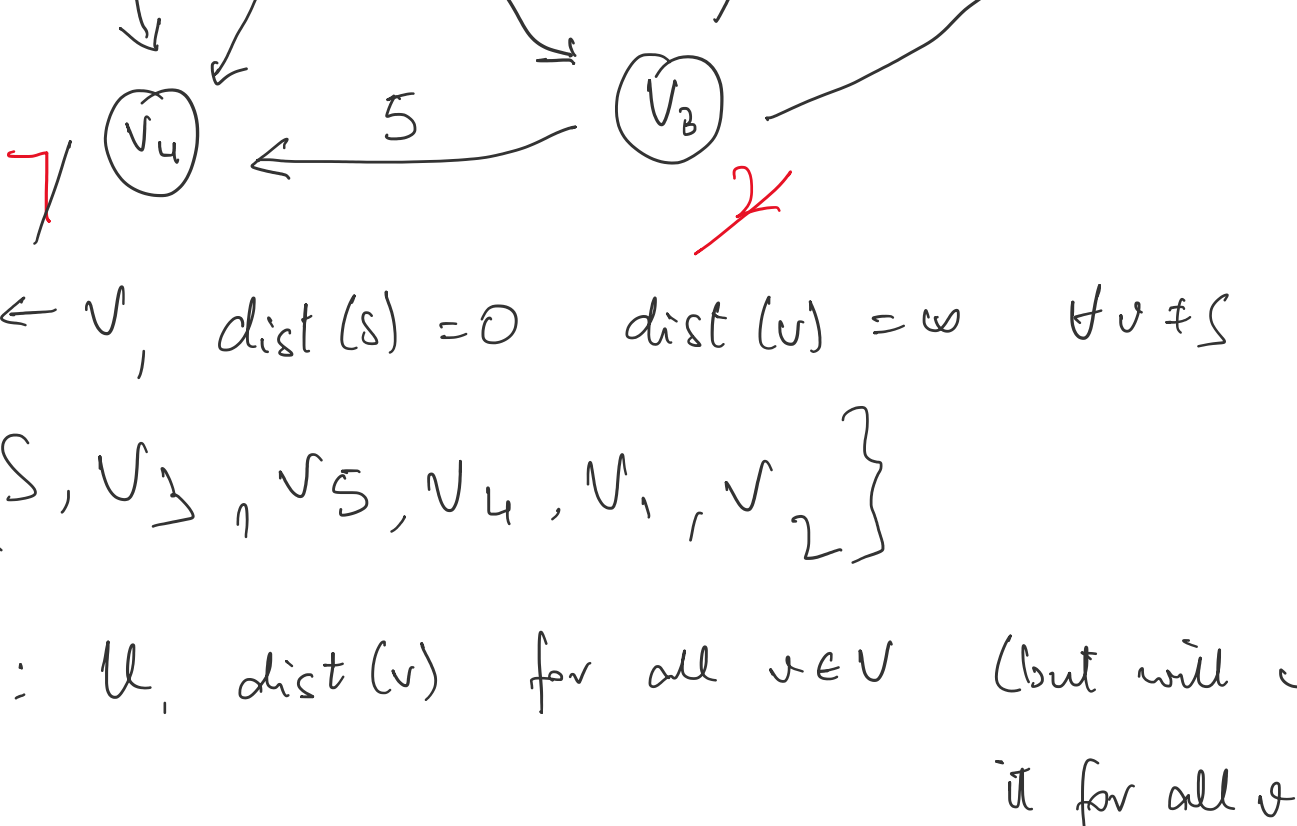 5
V₃
V₄
7
2
← V, dist(s) = 0 dist(v) = ∞ ∀ v ≠ S
S, V₃, V₅, V₄, V₁, V₂ }
: U, dist(v) for all v ∈ V (but will
it for all v